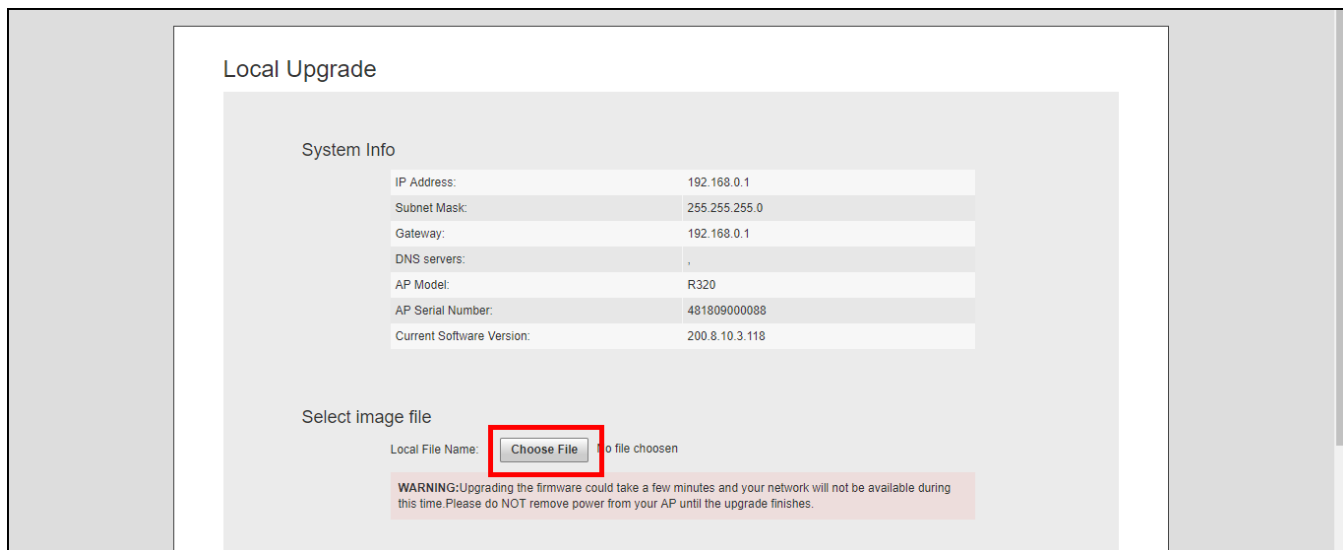 Local Upgrade
System Info
IP Address: 192.168.0.1
Subnet Mask: 255.255.255.0
Gateway: 192.168.0.1
DNS servers: ,
AP Model: R320
AP Serial Number: 481809000088
Current Software Version: 200.8.10.3.118
Select image file
Local File Name: Choose File No file choosen
WARNING:Upgrading the firmware could take a few minutes and your network will not be available during
this time.Please do NOT remove power from your AP until the upgrade finishes.